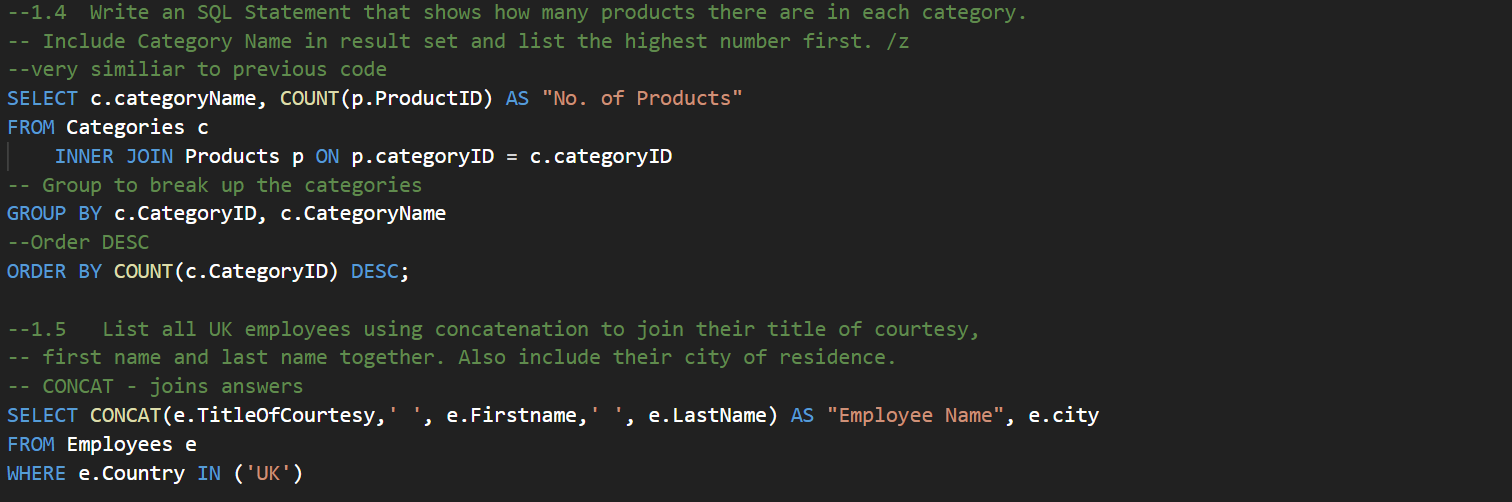 --1.4  Write an SQL Statement that shows how many products there are in each category.
-- Include Category Name in result set and list the highest number first. /z
--very similiar to previous code
SELECT c.categoryName, COUNT(p.ProductID) AS "No. of Products"
FROM Categories c
    INNER JOIN Products p ON p.categoryID = c.categoryID
-- Group to break up the categories
GROUP BY c.CategoryID, c.CategoryName
--Order DESC
ORDER BY COUNT(c.CategoryID) DESC;

--1.5   List all UK employees using concatenation to join their title of courtesy,
-- first name and last name together. Also include their city of residence.
-- CONCAT - joins answers
SELECT CONCAT(e.TitleOfCourtesy,' ', e.Firstname,' ', e.LastName) AS "Employee Name", e.city
FROM Employees e
WHERE e.Country IN ('UK')